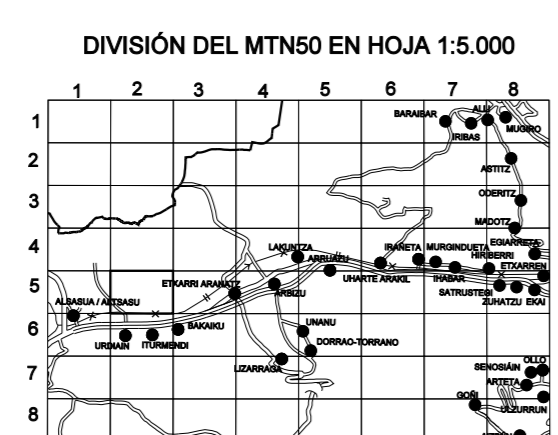 DIVISIÓN DEL MTN50 EN HOJA 1:5.000
1 2 3 4 5 6 7 8
1
BARAIBAR
ALLI
IRIBAS
MUGIRO
2
ASTITZ
3
ODERITZ
MADOTZ
4
LAKUNTZA
ARRUAZU
IRAÑETA
MURGINDUETA
HIRIBERRI
EGIARRETA
ETXARREN
5
ETXARRI ARANATZ
ARBIZU
UHARTE ARAKIL
IHABAR
SATRUSTEGI
ZUHATZU
EKAI
ALSASUA / ALTSASU
6
URDIAIN
ITURMENDI
BAKAIKU
UNANU
DORRAO-TORRANO
7
LIZARRAGA
SENOSIÁIN
OLLO
ARTETA
8
GOÑI
ULZURRUN